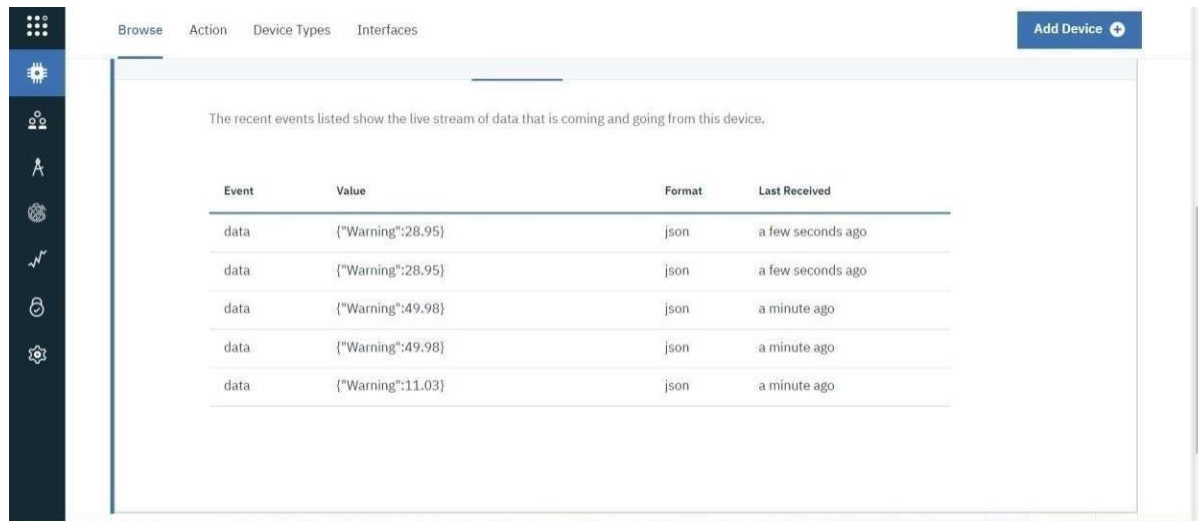 Browse Action Device Types Interfaces Add Device
The recent events listed show the live stream of data that is coming and going from this device.
Event Value Format Last Received
data {"Warning":28.95} json a few seconds ago
data {"Warning":28.95} json a few seconds ago
data {"Warning":49.98} json a minute ago
data {"Warning":49.98} json a minute ago
data {"Warning":11.03} json a minute ago